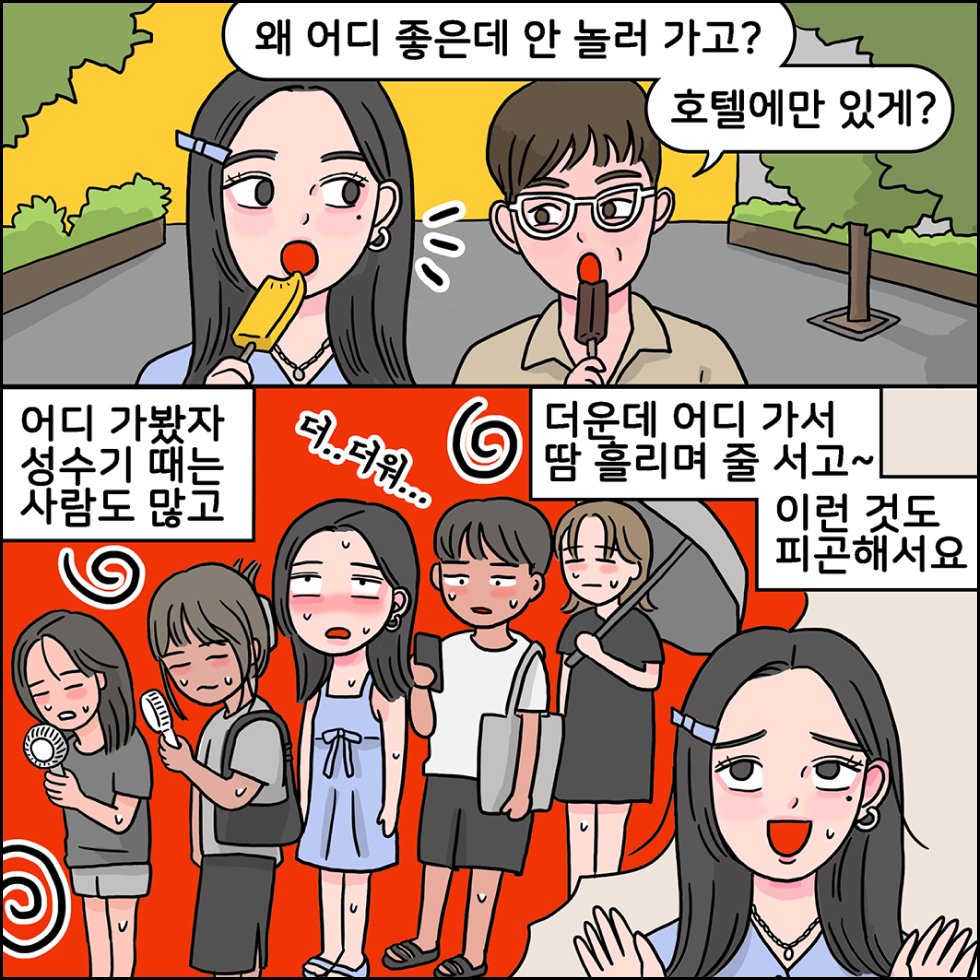 왜 어디 좋은데 안 놀러 가고?
호텔에만 있게?
어디 가봤자
성수기 때는
사람도 많고
더..더워...
더운데 어디 가서
땀 흘리며 줄 서고~
이런 것도
피곤해서요